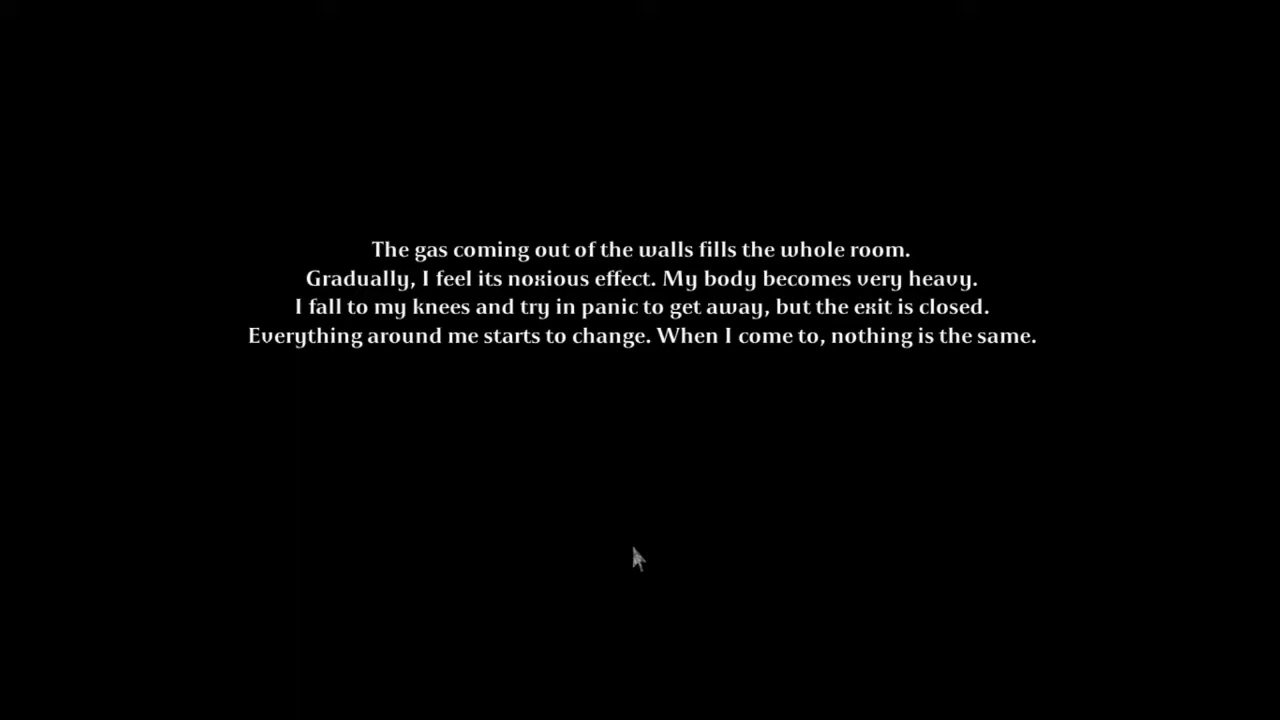 The gas coming out of the walls fills the whole room.
Gradually, I feel its noxious effect. My body becomes very heavy.
I fall to my knees and try in panic to get away, but the exit is closed.
Everything around me starts to change. When I come to, nothing is the same.